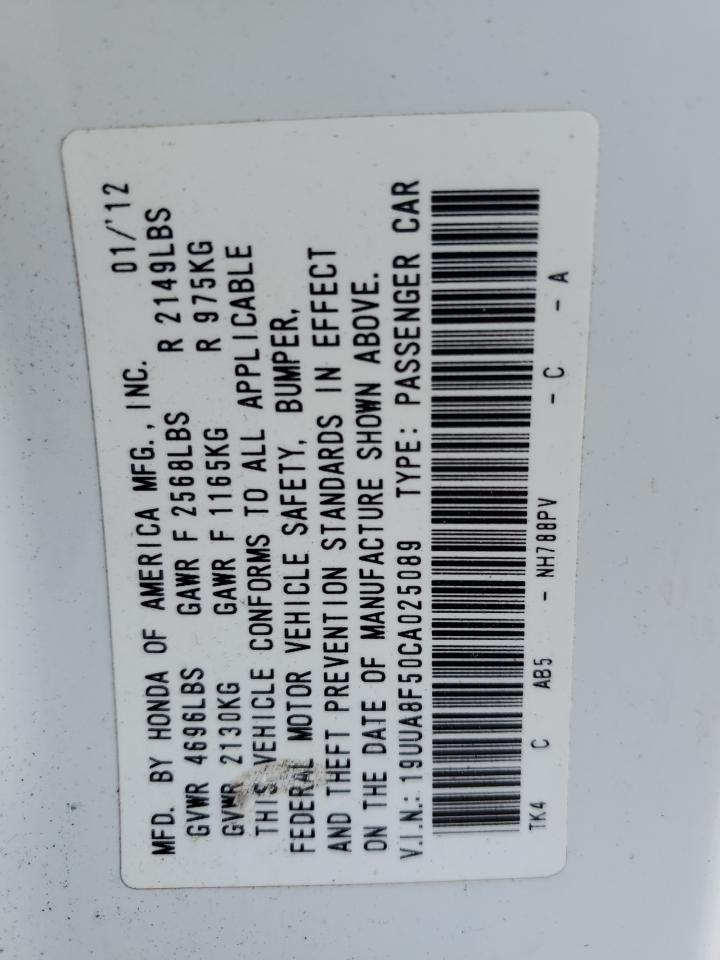 MFD. BY HONDA OF AMERICA MFG., INC. 01/'12
GVWR 4696LBS GAWR F 2568LBS R 2149LBS
GVWR 2130KG GAWR F 1165KG R 975KG
THIS VEHICLE CONFORMS TO ALL APPLICABLE
FEDERAL MOTOR VEHICLE SAFETY, BUMPER,
AND THEFT PREVENTION STANDARDS IN EFFECT
ON THE DATE OF MANUFACTURE SHOWN ABOVE.
V.I.N.: 19UUA8F50CA025089 TYPE: PASSENGER CAR
TK4 C AB5 - NH788PV - C - A